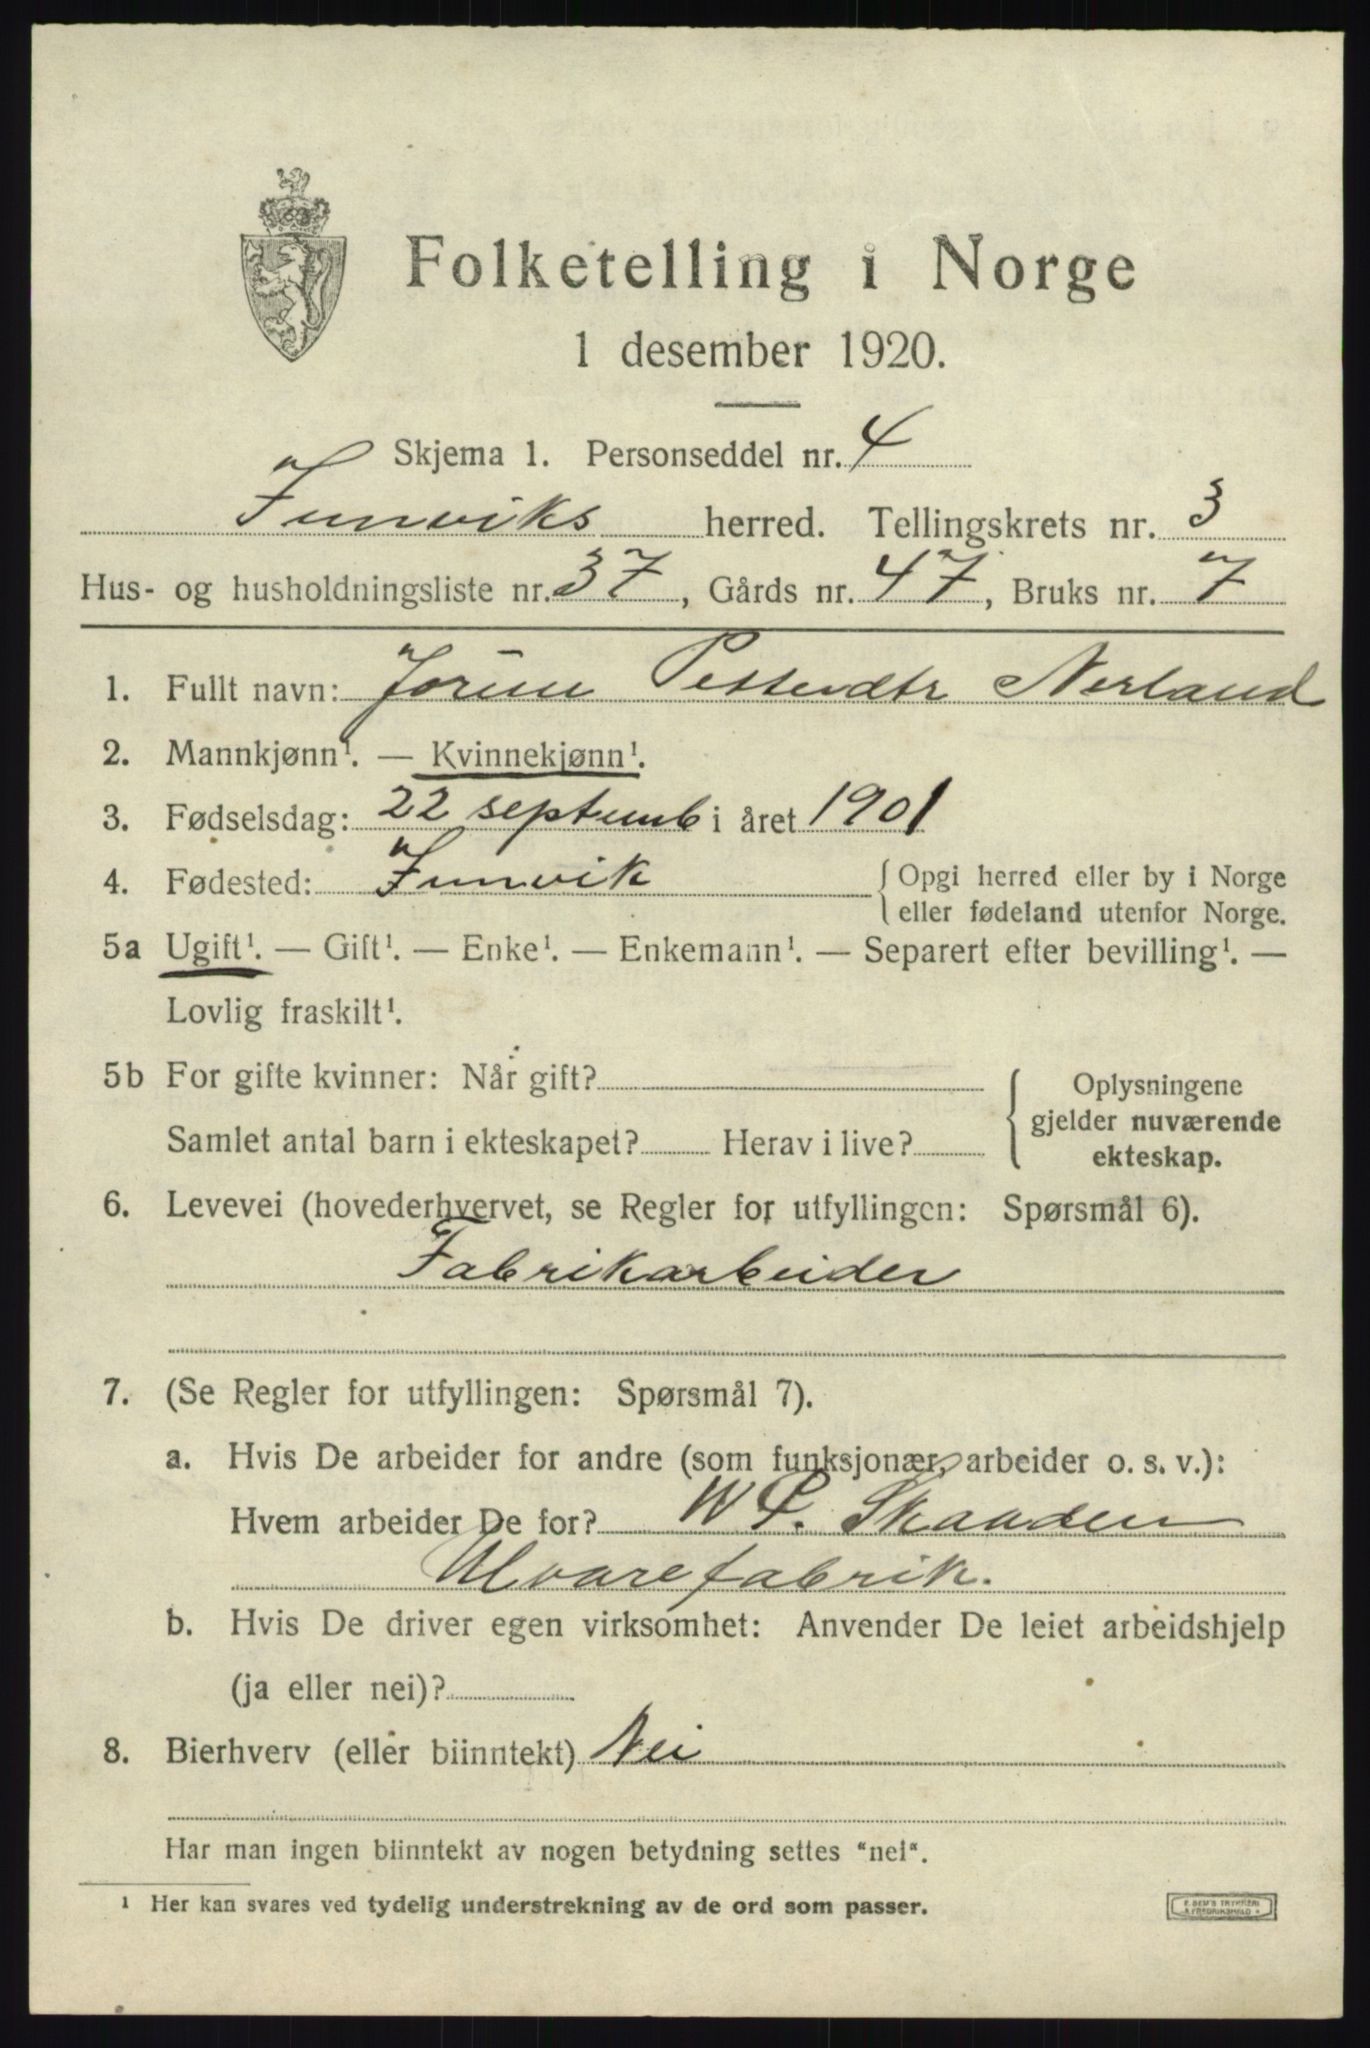 Folketelling i Norge
1 desember 1920.
Skjema 1. Personseddel nr. 4
herred. Tellingskrets nr. 3
Hus- og husholdningsliste nr. 37, Gårds nr. 47, Bruks nr. 7
1. Fullt navn: Nerland
2. Mannkjønn¹. — Kvinnekjønn¹.
3. Fødselsdag: 22 septemb i året 1901
4. Fødested: { Opgi herred eller by i Norge
eller fødeland utenfor Norge.
5a Ugift¹. — Gift¹. — Enke¹. — Enkemann¹. — Separert efter bevilling¹. —
Lovlig fraskilt¹.
5b For gifte kvinner: Når gift?
Samlet antal barn i ekteskapet? Herav i live?
{ Oplysningene
gjelder nuværende
ekteskap.
6. Levevei (hovederhvervet, se Regler for utfyllingen: Spørsmål 6).
Fabrikarbeider
7. (Se Regler for utfyllingen: Spørsmål 7).
a. Hvis De arbeider for andre (som funksjonær, arbeider o. s. v.):
Hvem arbeider De for?
b. Hvis De driver egen virksomhet: Anvender De leiet arbeidshjelp
(ja eller nei)?
8. Bierhverv (eller biinntekt) Nei
Har man ingen biinntekt av nogen betydning settes "nei".
¹ Her kan svares ved tydelig understrekning av de ord som passer.